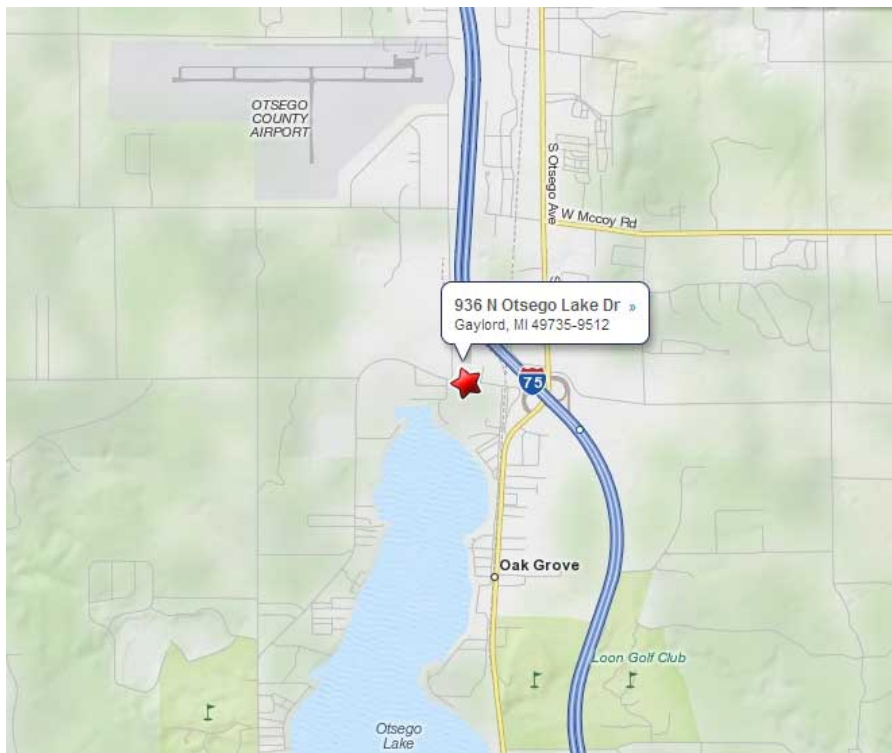 OTSEGO
COUNTY
AIRPORT
S Otsego Ave
W Mccoy Rd
S
936 N Otsego Lake Dr »
Gaylord, MI 49735-9512
75
Oak Grove
Loon Golf Club
Otsego
Lake